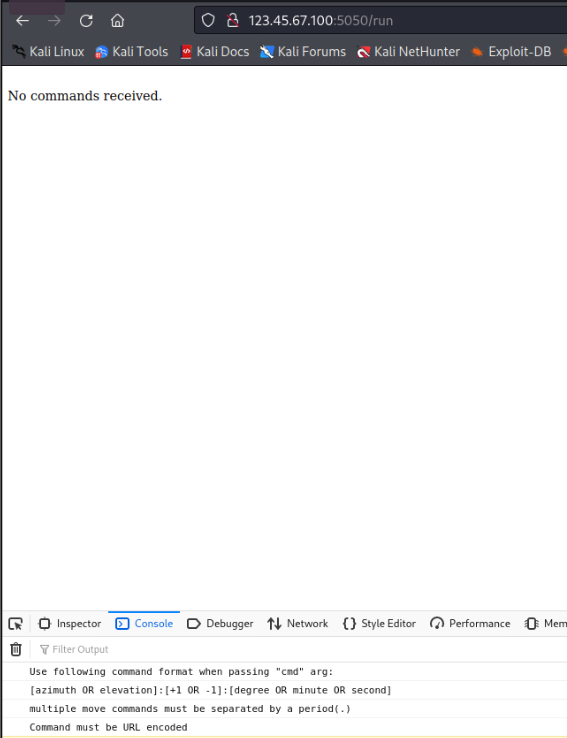 123.45.67.100:5050/run
Kali Linux Kali Tools Kali Docs Kali Forums Kali NetHunter Exploit-DB
No commands received.
Inspector Console Debugger Network Style Editor Performance Mem
Filter Output
Use following command format when passing "cmd" arg:
[azimuth OR elevation]:[+1 OR -1]:[degree OR minute OR second]
multiple move commands must be separated by a period(.)
Command must be URL encoded